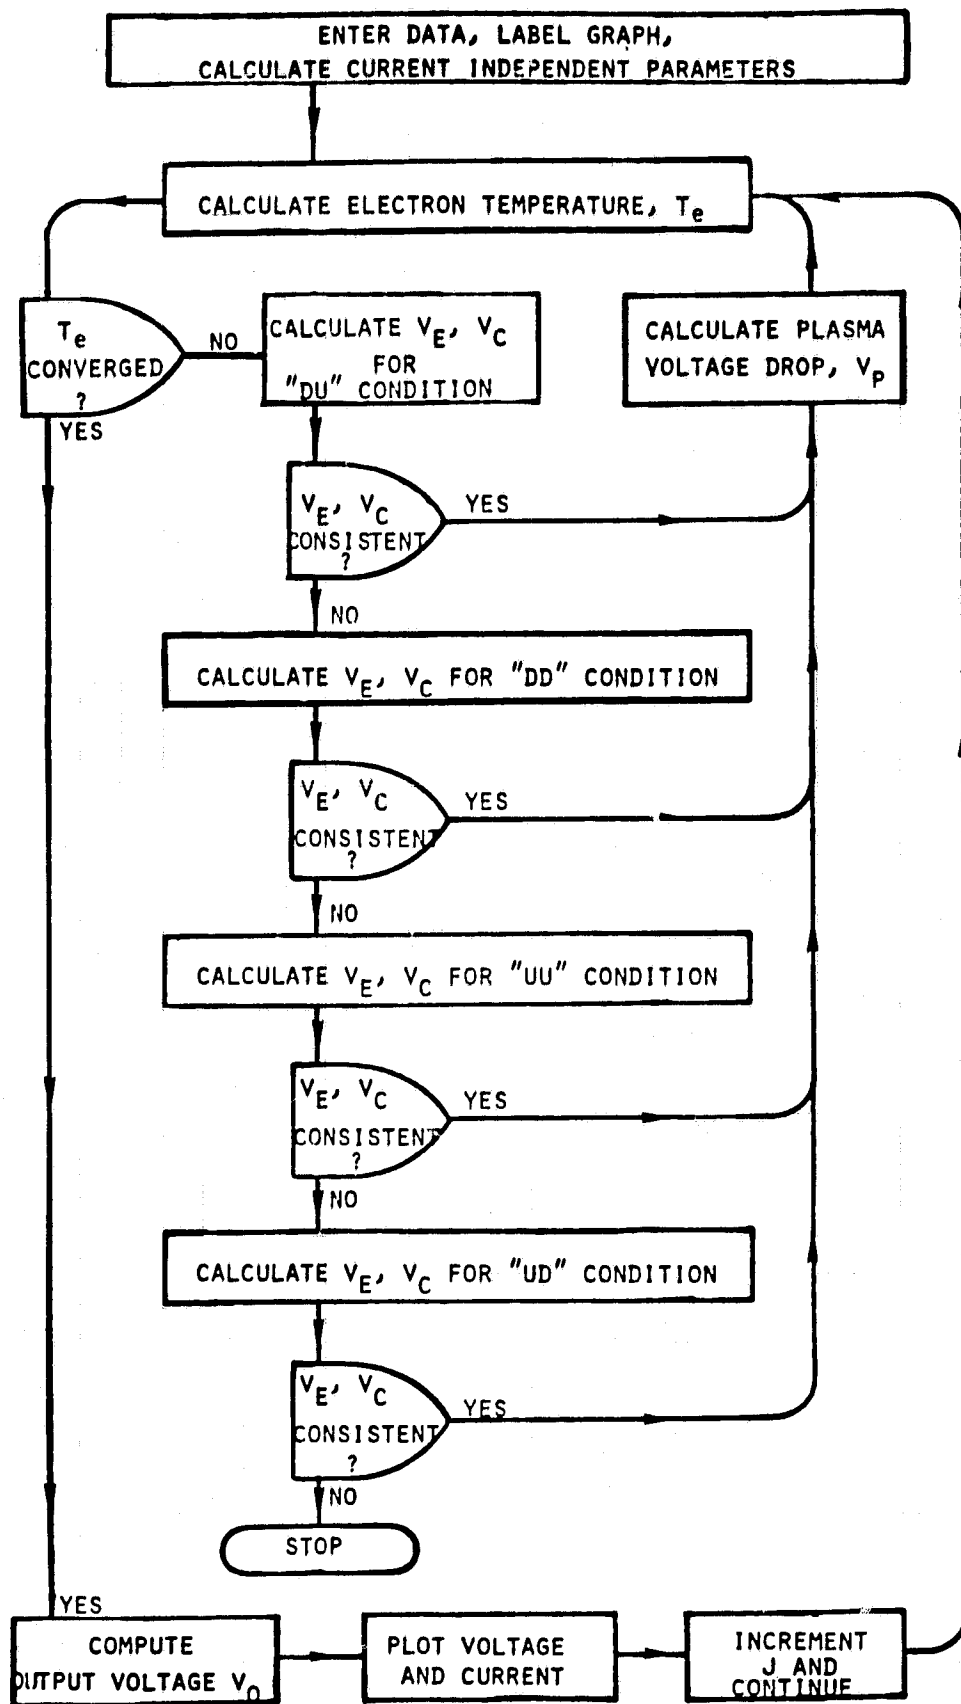 ENTER DATA, LABEL GRAPH,
CALCULATE CURRENT INDEPENDENT PARAMETERS
CALCULATE ELECTRON TEMPERATURE, Te
Te
CONVERGED
?
NO
YES
CALCULATE VE, VC
FOR
"DU" CONDITION
CALCULATE PLASMA
VOLTAGE DROP, VP
VE, VC
CONSISTENT
?
YES
NO
CALCULATE VE, VC FOR "DD" CONDITION
VE, VC
CONSISTENT
?
YES
NO
CALCULATE VE, VC FOR "UU" CONDITION
VE, VC
CONSISTENT
?
YES
NO
CALCULATE VE, VC FOR "UD" CONDITION
VE, VC
CONSISTENT
?
YES
NO
STOP
YES
COMPUTE
OUTPUT VOLTAGE VO
PLOT VOLTAGE
AND CURRENT
INCREMENT
J AND
CONTINUE